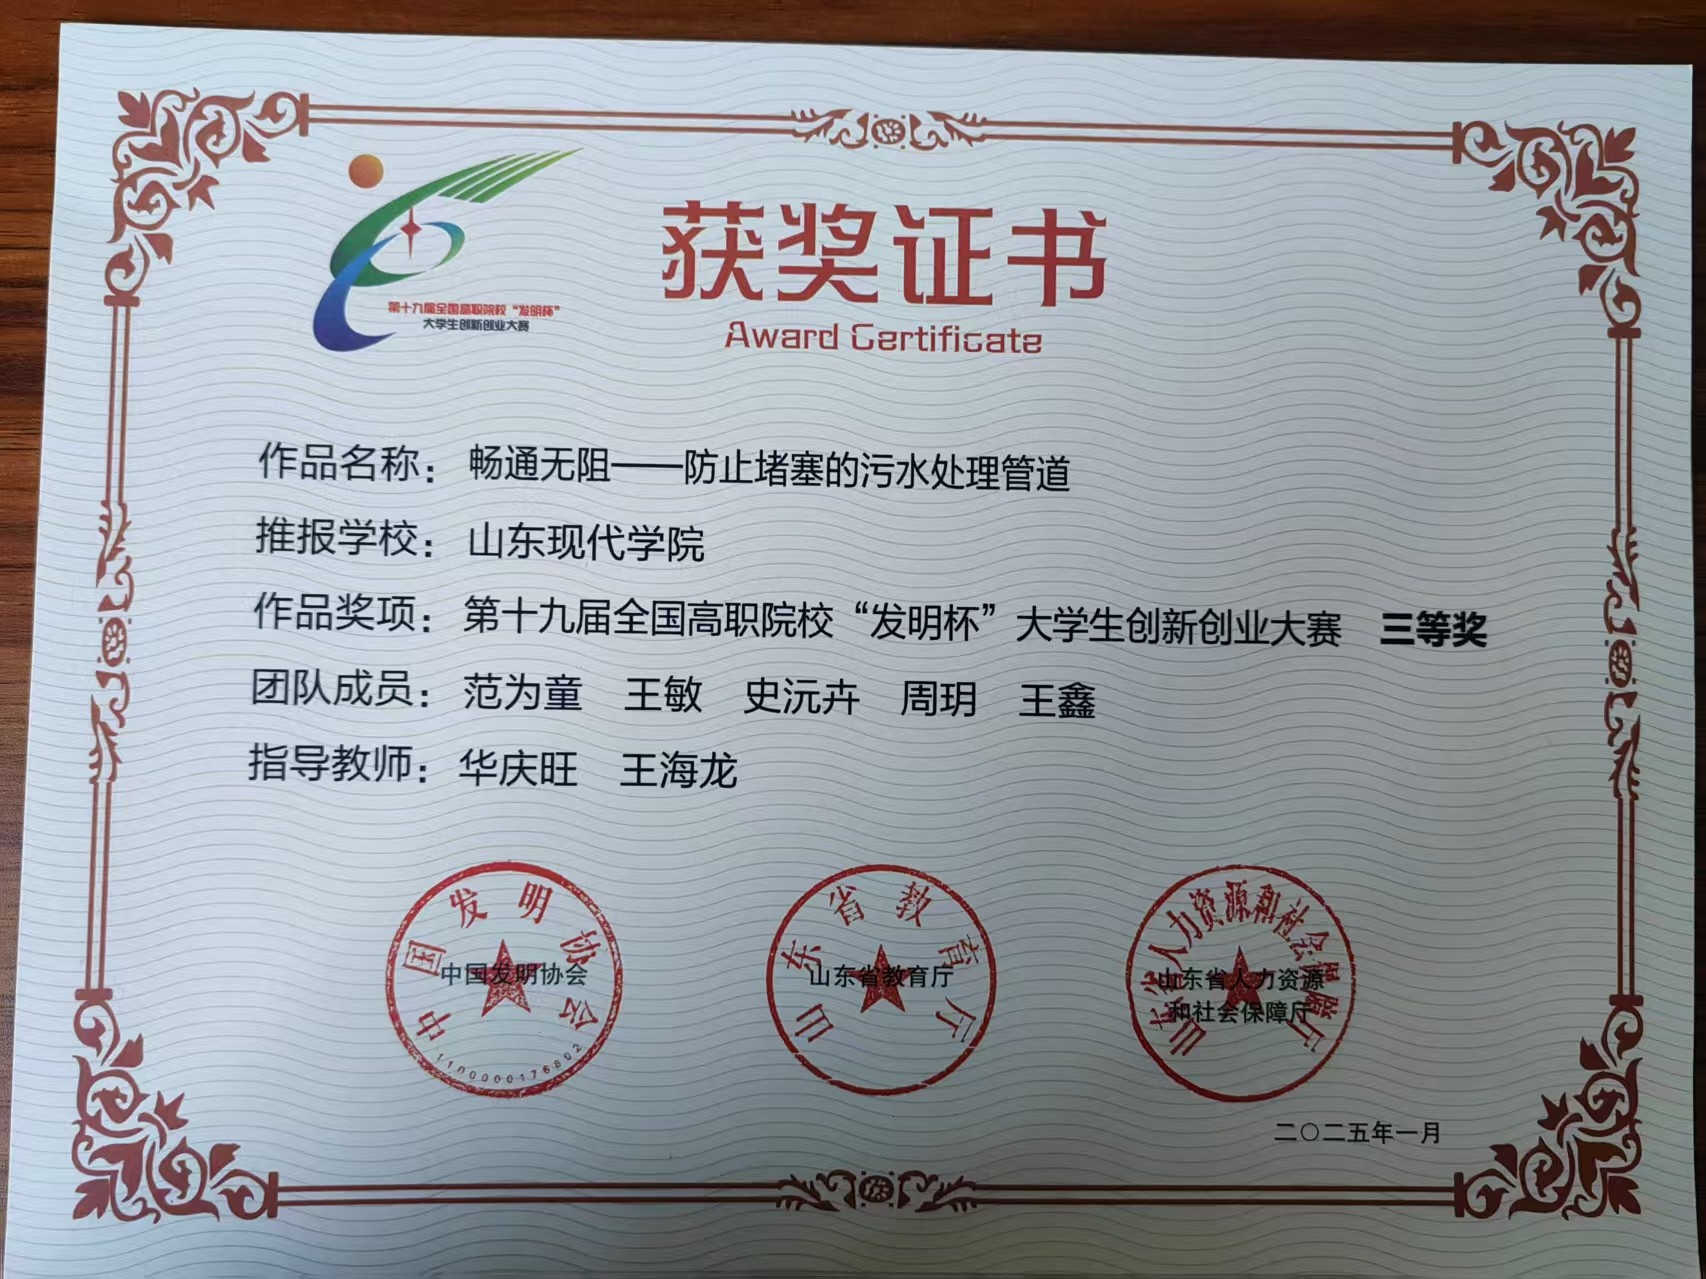 第十九届全国高职院校“发明杯”
大学生创新创业大赛
获奖证书
Award Certificate
作品名称：畅通无阻——防止堵塞的污水处理管道
推报学校：山东现代学院
作品奖项：第十九届全国高职院校“发明杯”大学生创新创业大赛 三等奖
团队成员：范为童 王敏 史沅卉 周玥 王鑫
指导教师：华庆旺 王海龙
中国发明协会
中国发明协会
1100000176802
山东省教育厅
山东省教育厅
山东省人力资源和社会保障厅
山东省人力资源
和社会保障厅
二〇二五年一月